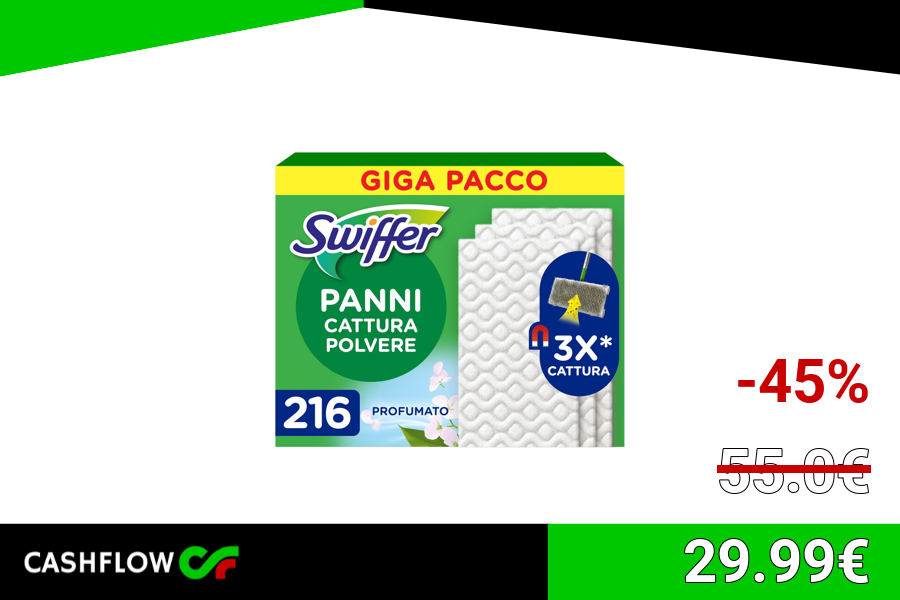 GIGA PACCO
Swiffer
PANNI
CATTURA
POLVERE
3X*
CATTURA
216
PROFUMATO
-45%
55.0€
CASHFLOW
29.99€